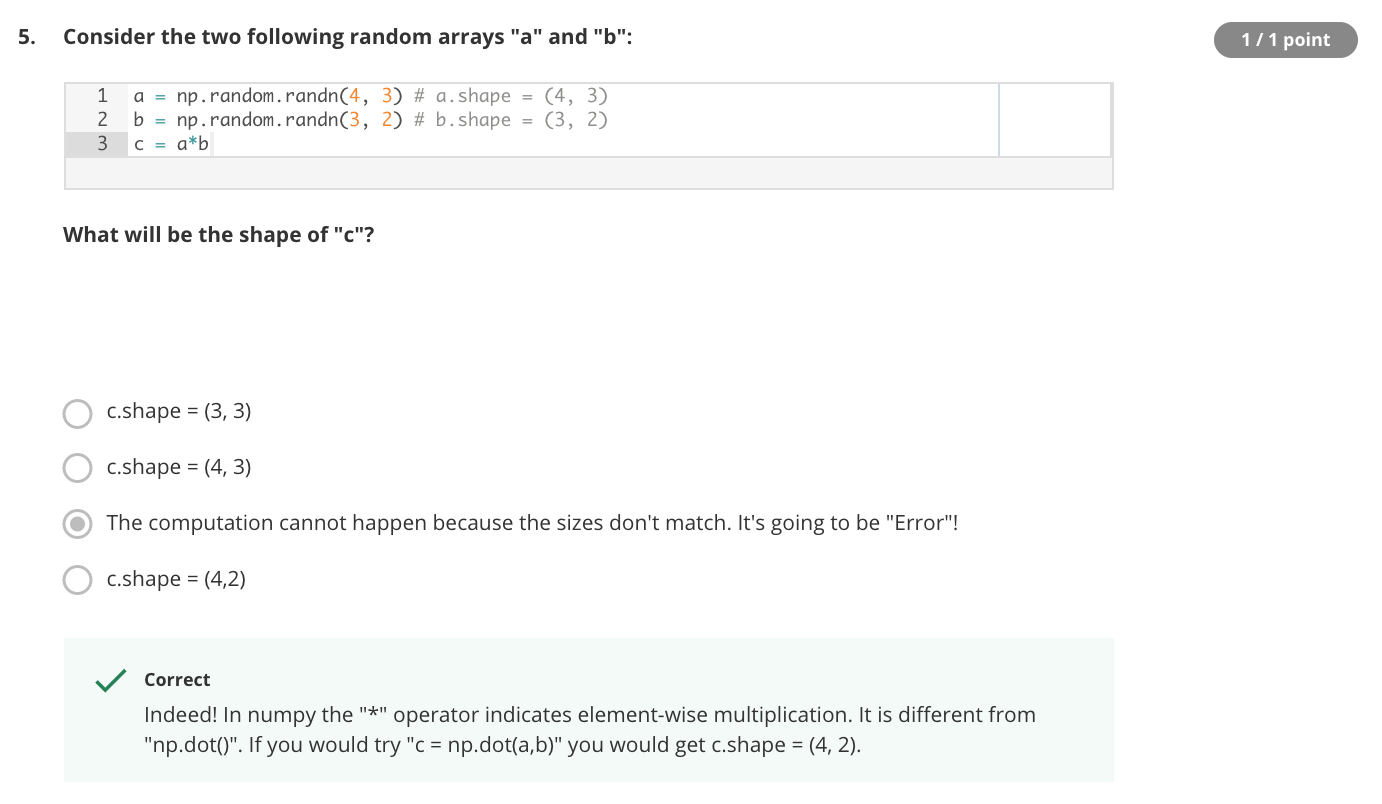 5. Consider the two following random arrays "a" and "b":
1 / 1 point
1 a = np.random.randn(4, 3) # a.shape = (4, 3)
2 b = np.random.randn(3, 2) # b.shape = (3, 2)
3 c = a*b
What will be the shape of "c"?
c.shape = (3, 3)
c.shape = (4, 3)
The computation cannot happen because the sizes don't match. It's going to be "Error"!
c.shape = (4,2)
Correct
Indeed! In numpy the "*" operator indicates element-wise multiplication. It is different from
"np.dot()". If you would try "c = np.dot(a,b)" you would get c.shape = (4, 2).